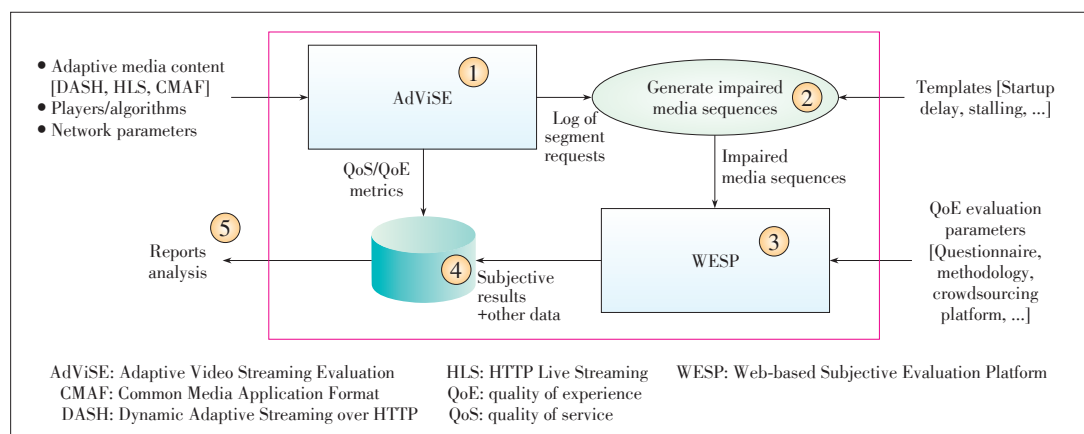 ● Adaptive media content
[DASH, HLS, CMAF]
● Players/algorithms
● Network parameters
1
AdViSE
Log of
segment
requests
Generate impaired
media sequences
2
Templates [Startup
delay, stalling, ...]
QoS/QoE
metrics
Impaired
media sequences
5
Reports
analysis
4
Subjective
results
+other data
3
WESP
QoE evaluation
parameters
[Questionnaire,
methodology,
crowdsourcing
platform, ...]
AdViSE: Adaptive Video Streaming Evaluation
CMAF: Common Media Application Format
DASH: Dynamic Adaptive Streaming over HTTP
HLS: HTTP Live Streaming
QoE: quality of experience
QoS: quality of service
WESP: Web-based Subjective Evaluation Platform